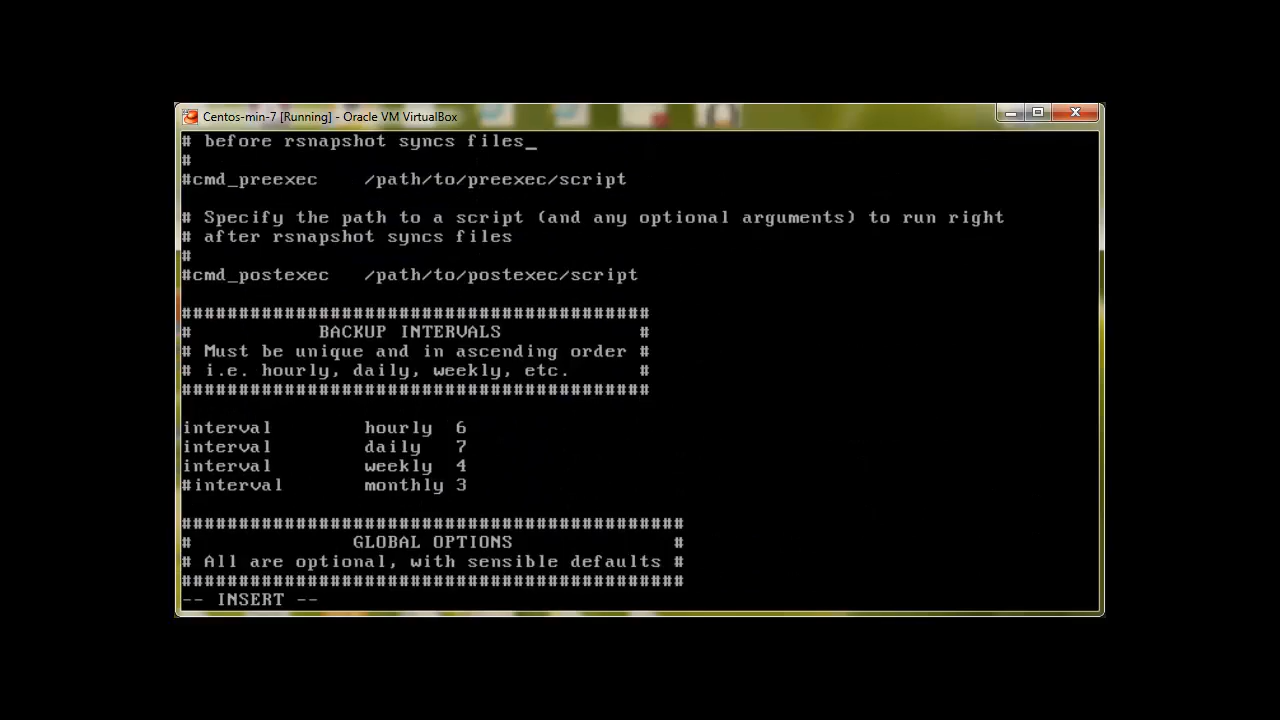 Centos-min-7 [Running] - Oracle VM VirtualBox
# before rsnapshot syncs files_
#
#cmd_preexec    /path/to/preexec/script
# Specify the path to a script (and any optional arguments) to run right
# after rsnapshot syncs files
#
#cmd_postexec   /path/to/postexec/script
#########################################
#           BACKUP INTERVALS            #
# Must be unique and in ascending order #
# i.e. hourly, daily, weekly, etc.      #
#########################################
interval        hourly  6
interval        daily   7
interval        weekly  4
#interval       monthly 3
############################################
#              GLOBAL OPTIONS              #
# All are optional, with sensible defaults #
############################################
-- INSERT --